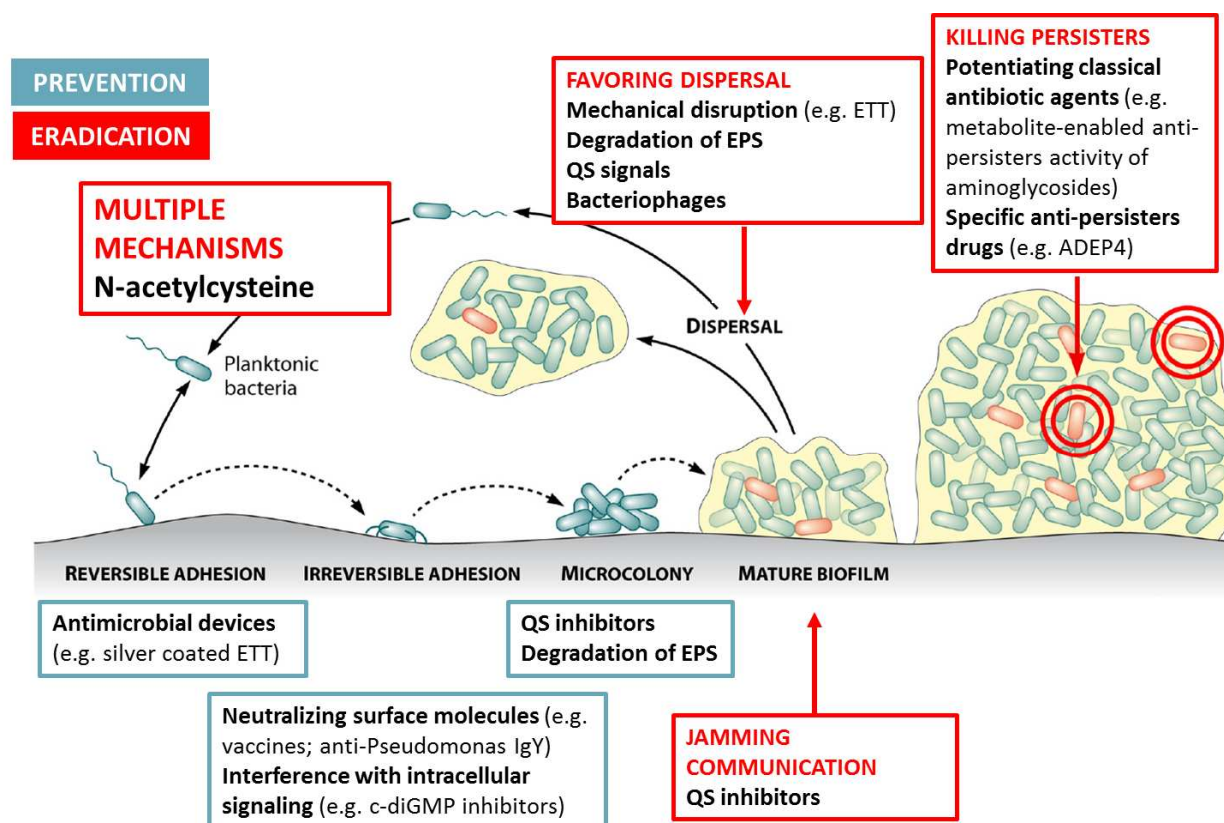 PREVENTION
ERADICATION
MULTIPLE
MECHANISMS
N-acetylcysteine
FAVORING DISPERSAL
Mechanical disruption (e.g. ETT)
Degradation of EPS
QS signals
Bacteriophages
KILLING PERSISTERS
Potentiating classical
antibiotic agents (e.g.
metabolite-enabled anti-
persisters activity of
aminoglycosides)
Specific anti-persisters
drugs (e.g. ADEP4)
DISPERSAL
Planktonic
bacteria
REVERSIBLE ADHESION
IRREVERSIBLE ADHESION
MICROCOLONY
MATURE BIOFILM
Antimicrobial devices
(e.g. silver coated ETT)
QS inhibitors
Degradation of EPS
Neutralizing surface molecules (e.g.
vaccines; anti-Pseudomonas IgY)
Interference with intracellular
signaling (e.g. c-diGMP inhibitors)
JAMMING
COMMUNICATION
QS inhibitors